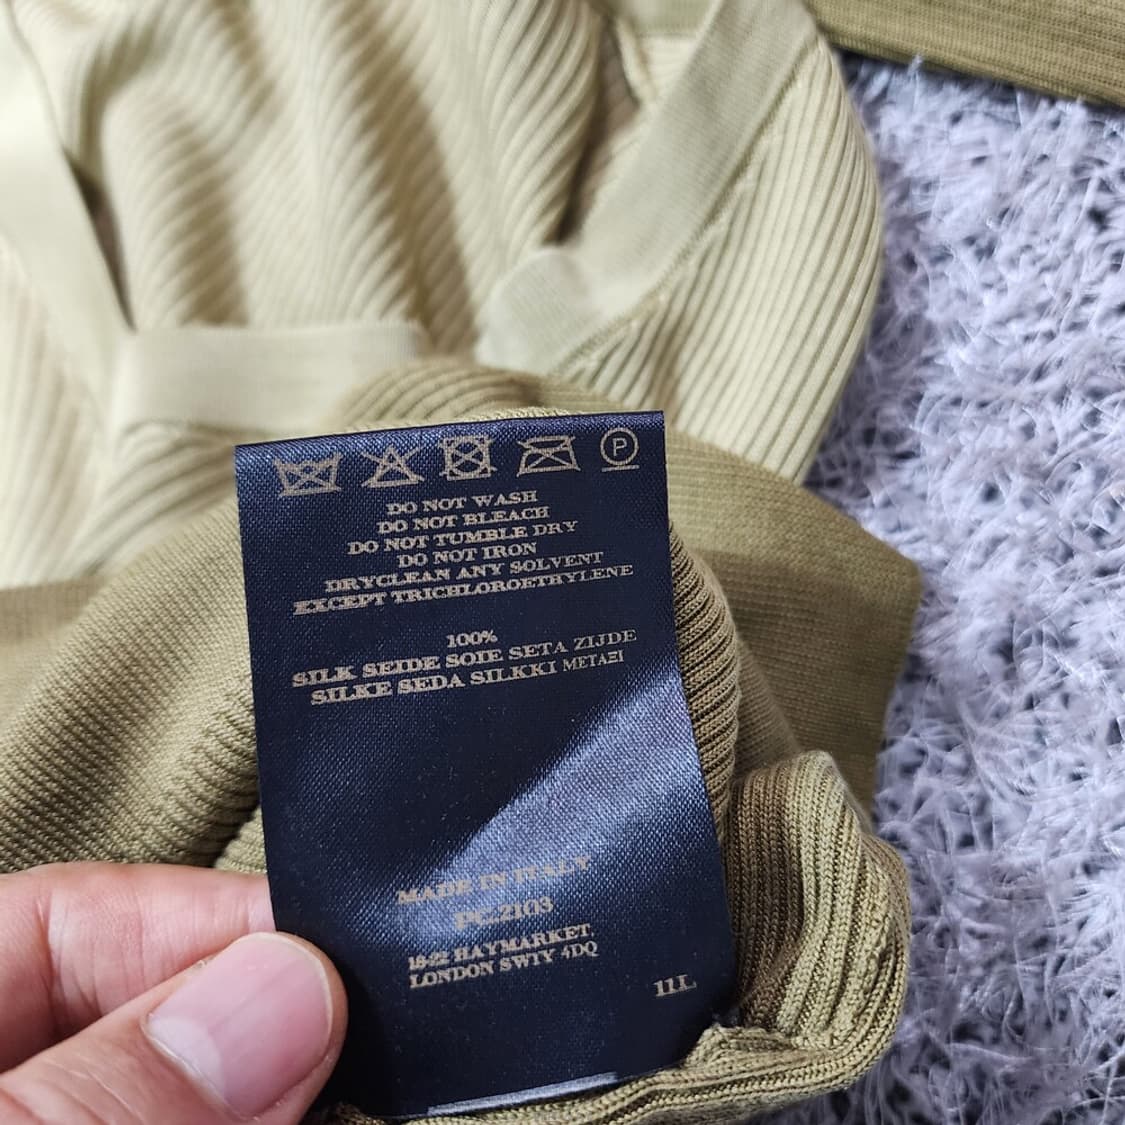 P
DO NOT WASH
DO NOT BLEACH
DO NOT TUMBLE DRY
DO NOT IRON
DRYCLEAN ANY SOLVENT
EXCEPT TRICHLOROETHYLENE
100%
SILK SEIDE SOIE SETA ZIJDE
SILKE SEDA SILKKI ΜΕΤΑΞΙ
MADE IN ITALY
PC.2103
18-22 HAYMARKET,
LONDON SW1Y 4DQ
11L